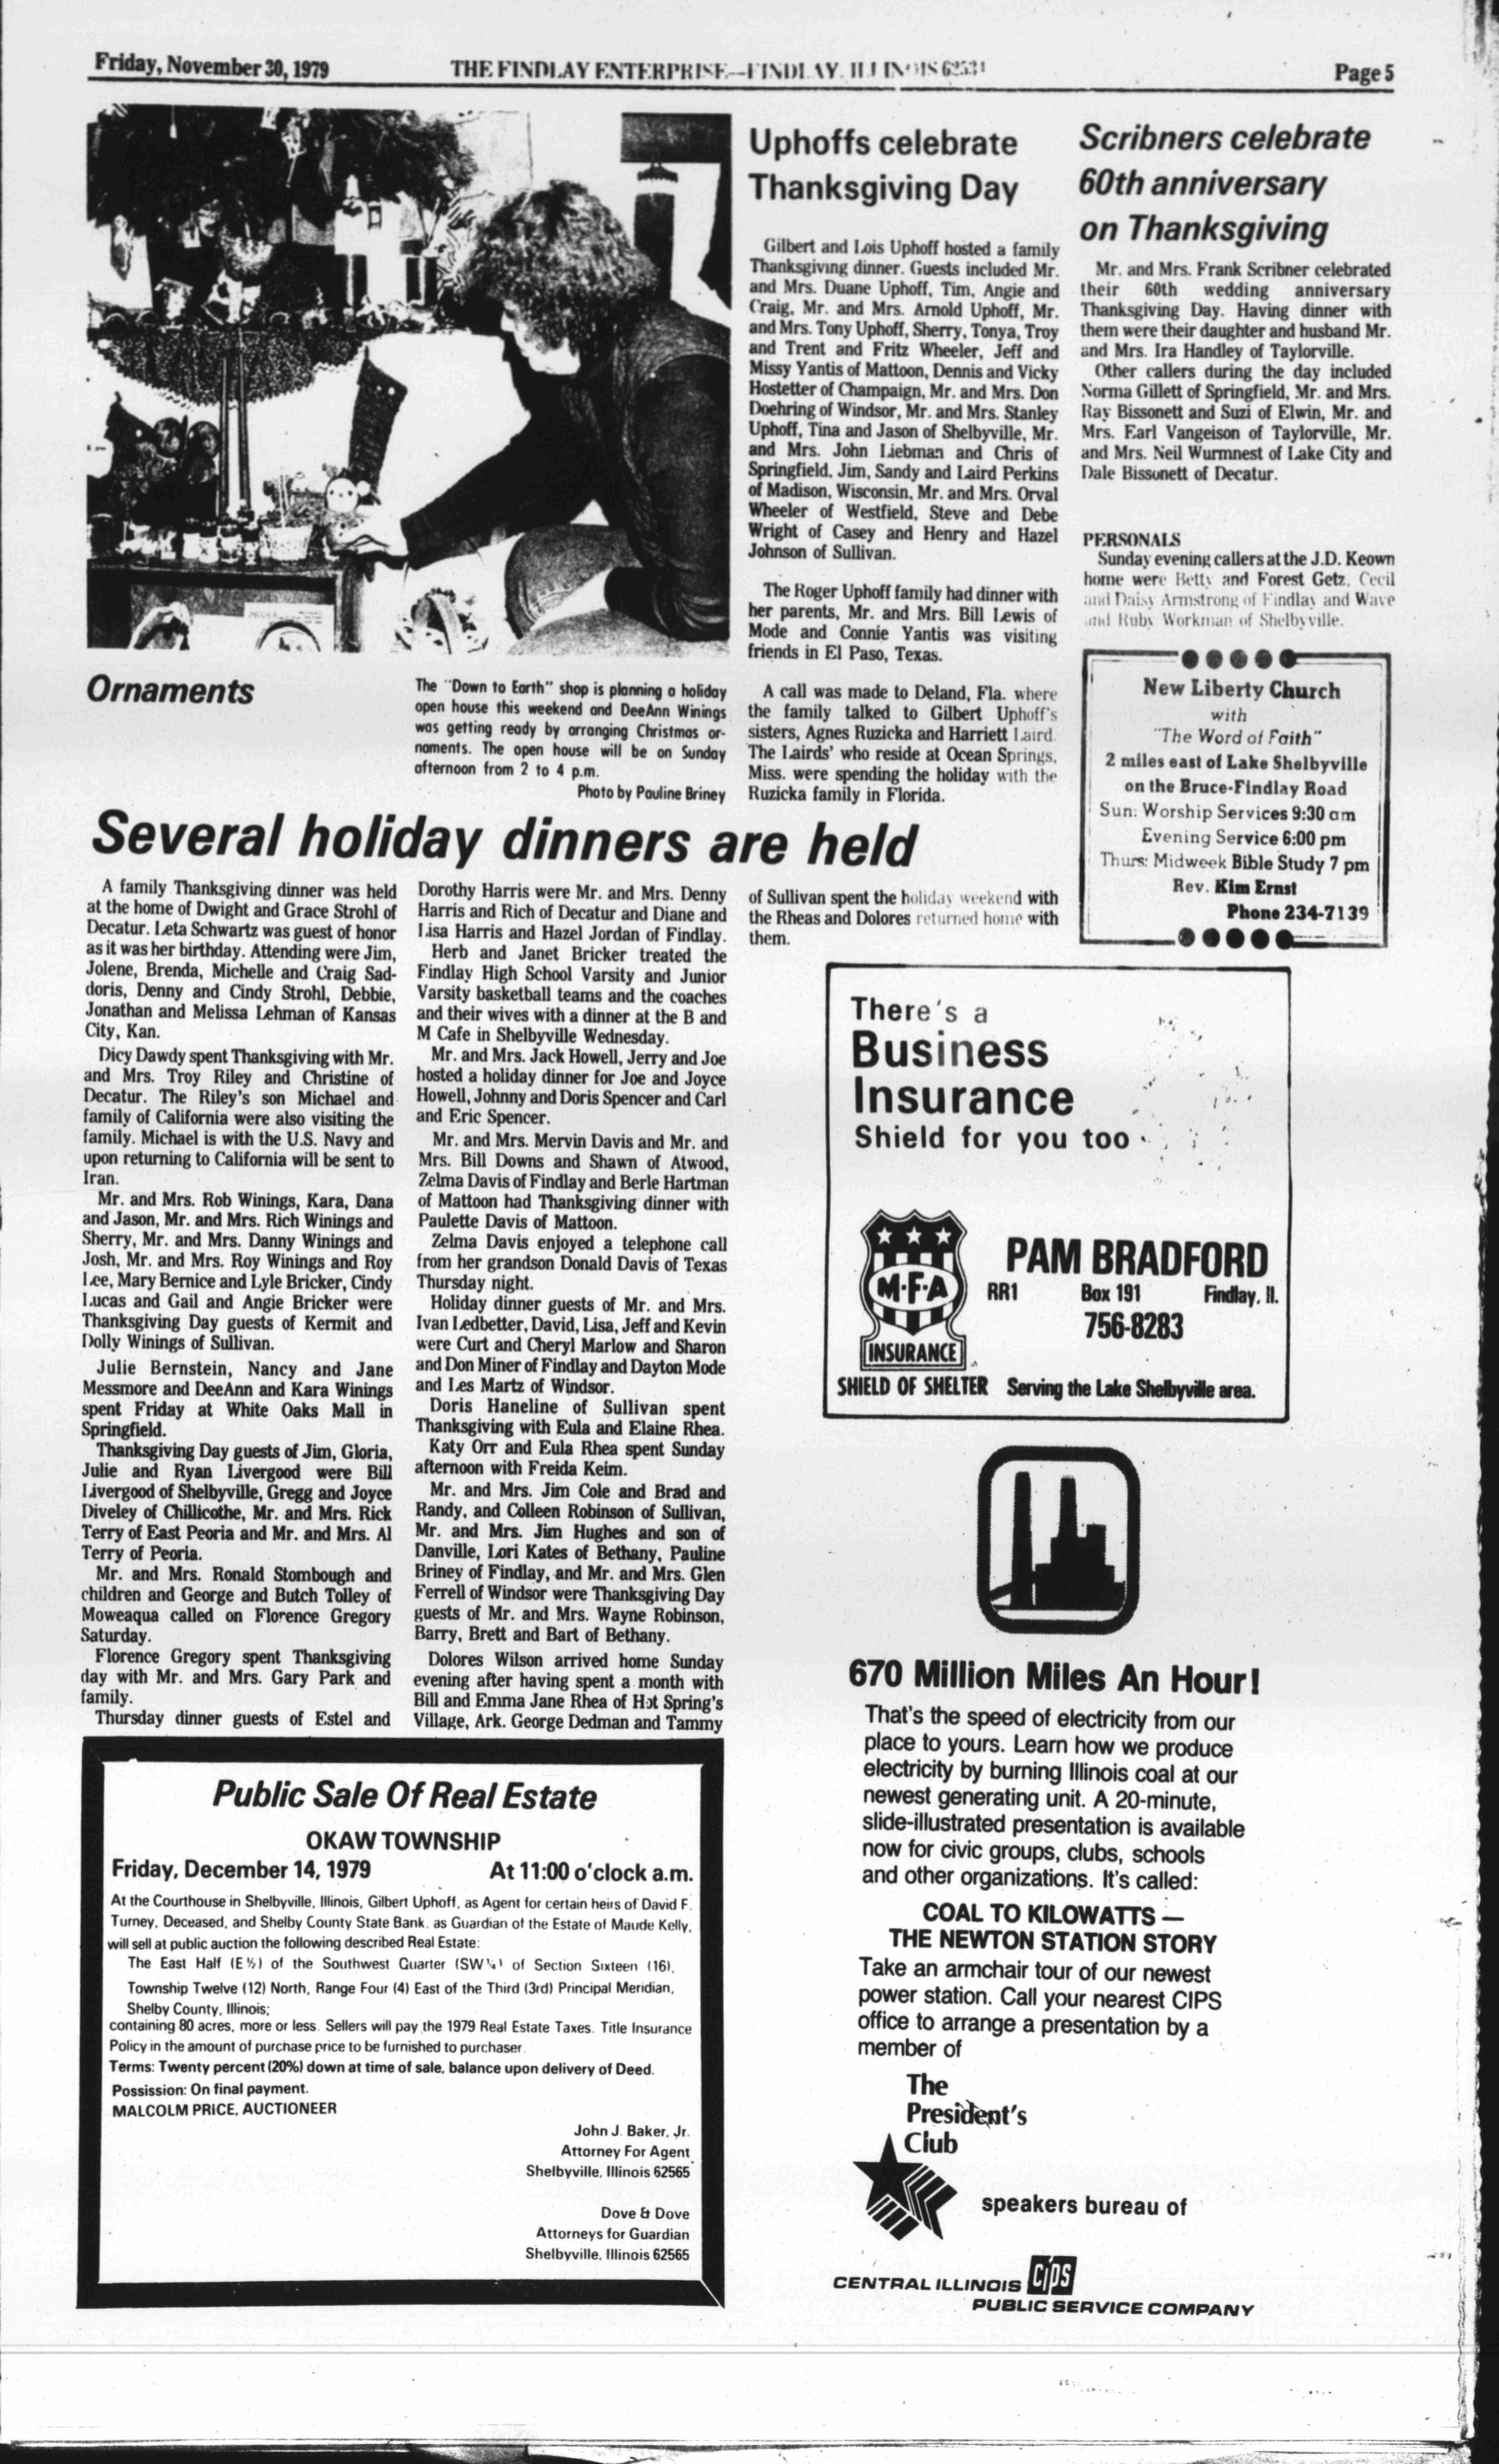 Friday, November 30, 1979
THE FINDLAY ENTERPRISE—FINDLAY, ILLINOIS 62534
Page 5
Ornaments
The "Down to Earth" shop is planning a holiday
open house this weekend and DeeAnn Winings
was getting ready by arranging Christmas or-
naments. The open house will be on Sunday
afternoon from 2 to 4 p.m.
Photo by Pauline Briney
Uphoffs celebrate
Thanksgiving Day
Gilbert and Lois Uphoff hosted a family
Thanksgiving dinner. Guests included Mr.
and Mrs. Duane Uphoff, Tim, Angie and
Craig, Mr. and Mrs. Arnold Uphoff, Mr.
and Mrs. Tony Uphoff, Sherry, Tonya, Troy
and Trent and Fritz Wheeler, Jeff and
Missy Yantis of Mattoon, Dennis and Vicky
Hostetter of Champaign, Mr. and Mrs. Don
Doehring of Windsor, Mr. and Mrs. Stanley
Uphoff, Tina and Jason of Shelbyville, Mr.
and Mrs. John Liebman and Chris of
Springfield, Jim, Sandy and Laird Perkins
of Madison, Wisconsin, Mr. and Mrs. Orval
Wheeler of Westfield, Steve and Debe
Wright of Casey and Henry and Hazel
Johnson of Sullivan.
The Roger Uphoff family had dinner with
her parents, Mr. and Mrs. Bill Lewis of
Mode and Connie Yantis was visiting
friends in El Paso, Texas.
A call was made to Deland, Fla. where
the family talked to Gilbert Uphoff's
sisters, Agnes Ruzicka and Harriett Laird.
The Lairds' who reside at Ocean Springs,
Miss. were spending the holiday with the
Ruzicka family in Florida.
Scribners celebrate
60th anniversary
on Thanksgiving
Mr. and Mrs. Frank Scribner celebrated
their 60th wedding anniversary
Thanksgiving Day. Having dinner with
them were their daughter and husband Mr.
and Mrs. Ira Handley of Taylorville.
Other callers during the day included
Norma Gillett of Springfield, Mr. and Mrs.
Ray Bissonett and Suzi of Elwin, Mr. and
Mrs. Earl Vangeison of Taylorville, Mr.
and Mrs. Neil Wurmnest of Lake City and
Dale Bissonett of Decatur.
PERSONALS
Sunday evening callers at the J.D. Keown
home were Betty and Forest Getz, Cecil
and Daisy Armstrong of Findlay and Wave
and Ruby Workman of Shelbyville.
New Liberty Church
with
"The Word of Faith"
2 miles east of Lake Shelbyville
on the Bruce-Findlay Road
Sun: Worship Services 9:30 am
Evening Service 6:00 pm
Thurs: Midweek Bible Study 7 pm
Rev. Kim Ernst
Phone 234-7139
Several holiday dinners are held
A family Thanksgiving dinner was held
at the home of Dwight and Grace Strohl of
Decatur. Leta Schwartz was guest of honor
as it was her birthday. Attending were Jim,
Jolene, Brenda, Michelle and Craig Sad-
doris, Denny and Cindy Strohl, Debbie,
Jonathan and Melissa Lehman of Kansas
City, Kan.
Dicy Dawdy spent Thanksgiving with Mr.
and Mrs. Troy Riley and Christine of
Decatur. The Riley's son Michael and
family of California were also visiting the
family. Michael is with the U.S. Navy and
upon returning to California will be sent to
Iran.
Mr. and Mrs. Rob Winings, Kara, Dana
and Jason, Mr. and Mrs. Rich Winings and
Sherry, Mr. and Mrs. Danny Winings and
Josh, Mr. and Mrs. Roy Winings and Roy
Lee, Mary Bernice and Lyle Bricker, Cindy
Lucas and Gail and Angie Bricker were
Thanksgiving Day guests of Kermit and
Dolly Winings of Sullivan.
Julie Bernstein, Nancy and Jane
Messmore and DeeAnn and Kara Winings
spent Friday at White Oaks Mall in
Springfield.
Thanksgiving Day guests of Jim, Gloria,
Julie and Ryan Livergood were Bill
Livergood of Shelbyville, Gregg and Joyce
Diveley of Chillicothe, Mr. and Mrs. Rick
Terry of East Peoria and Mr. and Mrs. Al
Terry of Peoria.
Mr. and Mrs. Ronald Stombough and
children and George and Butch Tolley of
Moweaqua called on Florence Gregory
Saturday.
Florence Gregory spent Thanksgiving
day with Mr. and Mrs. Gary Park and
family.
Thursday dinner guests of Estel and
Dorothy Harris were Mr. and Mrs. Denny
Harris and Rich of Decatur and Diane and
Lisa Harris and Hazel Jordan of Findlay.
Herb and Janet Bricker treated the
Findlay High School Varsity and Junior
Varsity basketball teams and the coaches
and their wives with a dinner at the B and
M Cafe in Shelbyville Wednesday.
Mr. and Mrs. Jack Howell, Jerry and Joe
hosted a holiday dinner for Joe and Joyce
Howell, Johnny and Doris Spencer and Carl
and Eric Spencer.
Mr. and Mrs. Mervin Davis and Mr. and
Mrs. Bill Downs and Shawn of Atwood,
Zelma Davis of Findlay and Berle Hartman
of Mattoon had Thanksgiving dinner with
Paulette Davis of Mattoon.
Zelma Davis enjoyed a telephone call
from her grandson Donald Davis of Texas
Thursday night.
Holiday dinner guests of Mr. and Mrs.
Ivan Ledbetter, David, Lisa, Jeff and Kevin
were Curt and Cheryl Marlow and Sharon
and Don Miner of Findlay and Dayton Mode
and Les Martz of Windsor.
Doris Haneline of Sullivan spent
Thanksgiving with Eula and Elaine Rhea.
Katy Orr and Eula Rhea spent Sunday
afternoon with Freida Keim.
Mr. and Mrs. Jim Cole and Brad and
Randy, and Colleen Robinson of Sullivan,
Mr. and Mrs. Jim Hughes and son of
Danville, Lori Kates of Bethany, Pauline
Briney of Findlay, and Mr. and Mrs. Glen
Ferrell of Windsor were Thanksgiving Day
guests of Mr. and Mrs. Wayne Robinson,
Barry, Brett and Bart of Bethany.
Dolores Wilson arrived home Sunday
evening after having spent a month with
Bill and Emma Jane Rhea of Hot Spring's
Village, Ark. George Dedman and Tammy
of Sullivan spent the holiday weekend with
the Rheas and Dolores returned home with
them.
There's a
Business
Insurance
Shield for you too
M·F·A
INSURANCE
PAM BRADFORD
RR1 Box 191 Findlay, Il.
756-8283
SHIELD OF SHELTER Serving the Lake Shelbyville area.
670 Million Miles An Hour!
That's the speed of electricity from our
place to yours. Learn how we produce
electricity by burning Illinois coal at our
newest generating unit. A 20-minute,
slide-illustrated presentation is available
now for civic groups, clubs, schools
and other organizations. It's called:
COAL TO KILOWATTS —
THE NEWTON STATION STORY
Take an armchair tour of our newest
power station. Call your nearest CIPS
office to arrange a presentation by a
member of
The
President's
Club
speakers bureau of
CENTRAL ILLINOIS CIPS
PUBLIC SERVICE COMPANY
Public Sale Of Real Estate
OKAW TOWNSHIP
Friday, December 14, 1979 At 11:00 o'clock a.m.
At the Courthouse in Shelbyville, Illinois, Gilbert Uphoff, as Agent for certain heirs of David F.
Turney, Deceased, and Shelby County State Bank, as Guardian of the Estate of Maude Kelly,
will sell at public auction the following described Real Estate:
The East Half (E½) of the Southwest Quarter (SW¼) of Section Sixteen (16),
Township Twelve (12) North, Range Four (4) East of the Third (3rd) Principal Meridian,
Shelby County, Illinois;
containing 80 acres, more or less. Sellers will pay the 1979 Real Estate Taxes. Title Insurance
Policy in the amount of purchase price to be furnished to purchaser.
Terms: Twenty percent (20%) down at time of sale, balance upon delivery of Deed.
Possission: On final payment.
MALCOLM PRICE, AUCTIONEER
John J. Baker, Jr.
Attorney For Agent
Shelbyville, Illinois 62565
Dove & Dove
Attorneys for Guardian
Shelbyville, Illinois 62565